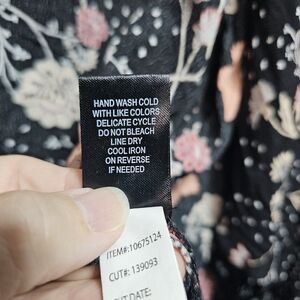 HAND WASH COLD
WITH LIKE COLORS
DELICATE CYCLE
DO NOT BLEACH
LINE DRY
COOL IRON
ON REVERSE
IF NEEDED
ITEM#: 10675124
CUT#: 139093
DATE: